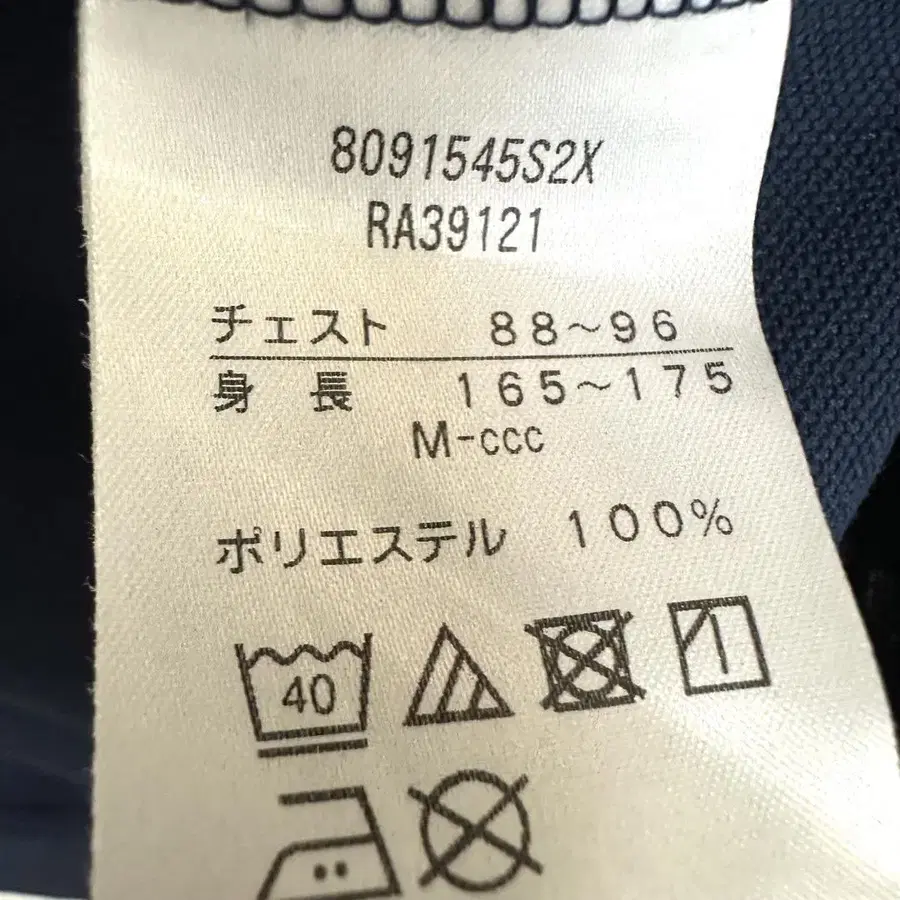 8091545S2X
RA39121
チェスト 88～96
身長 165～175
M-ccc
ポリエステル 100%
40